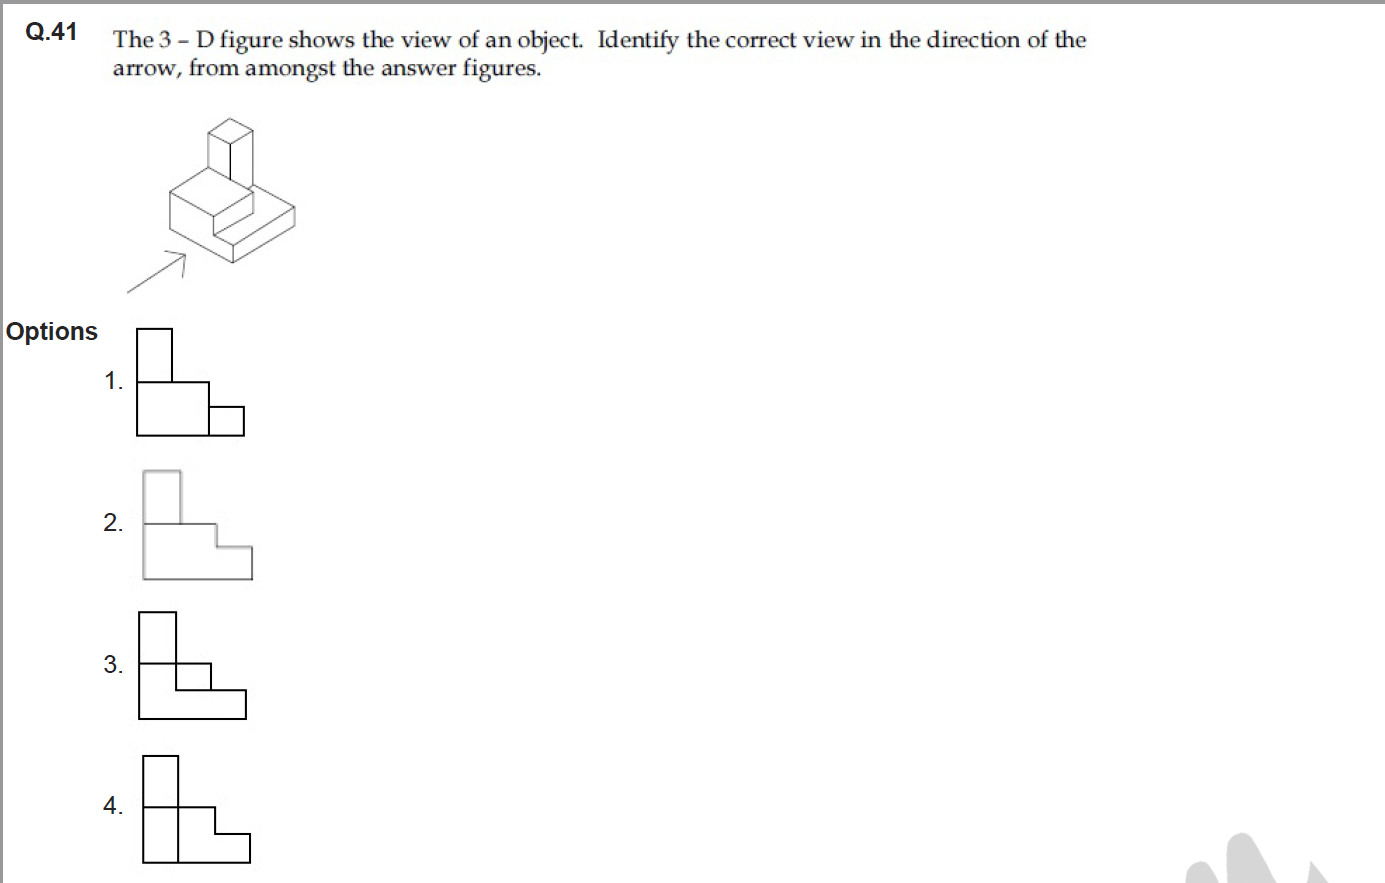 Q.41 The 3 – D figure shows the view of an object. Identify the correct view in the direction of the
arrow, from amongst the answer figures.
Options
1.
2.
3.
4.